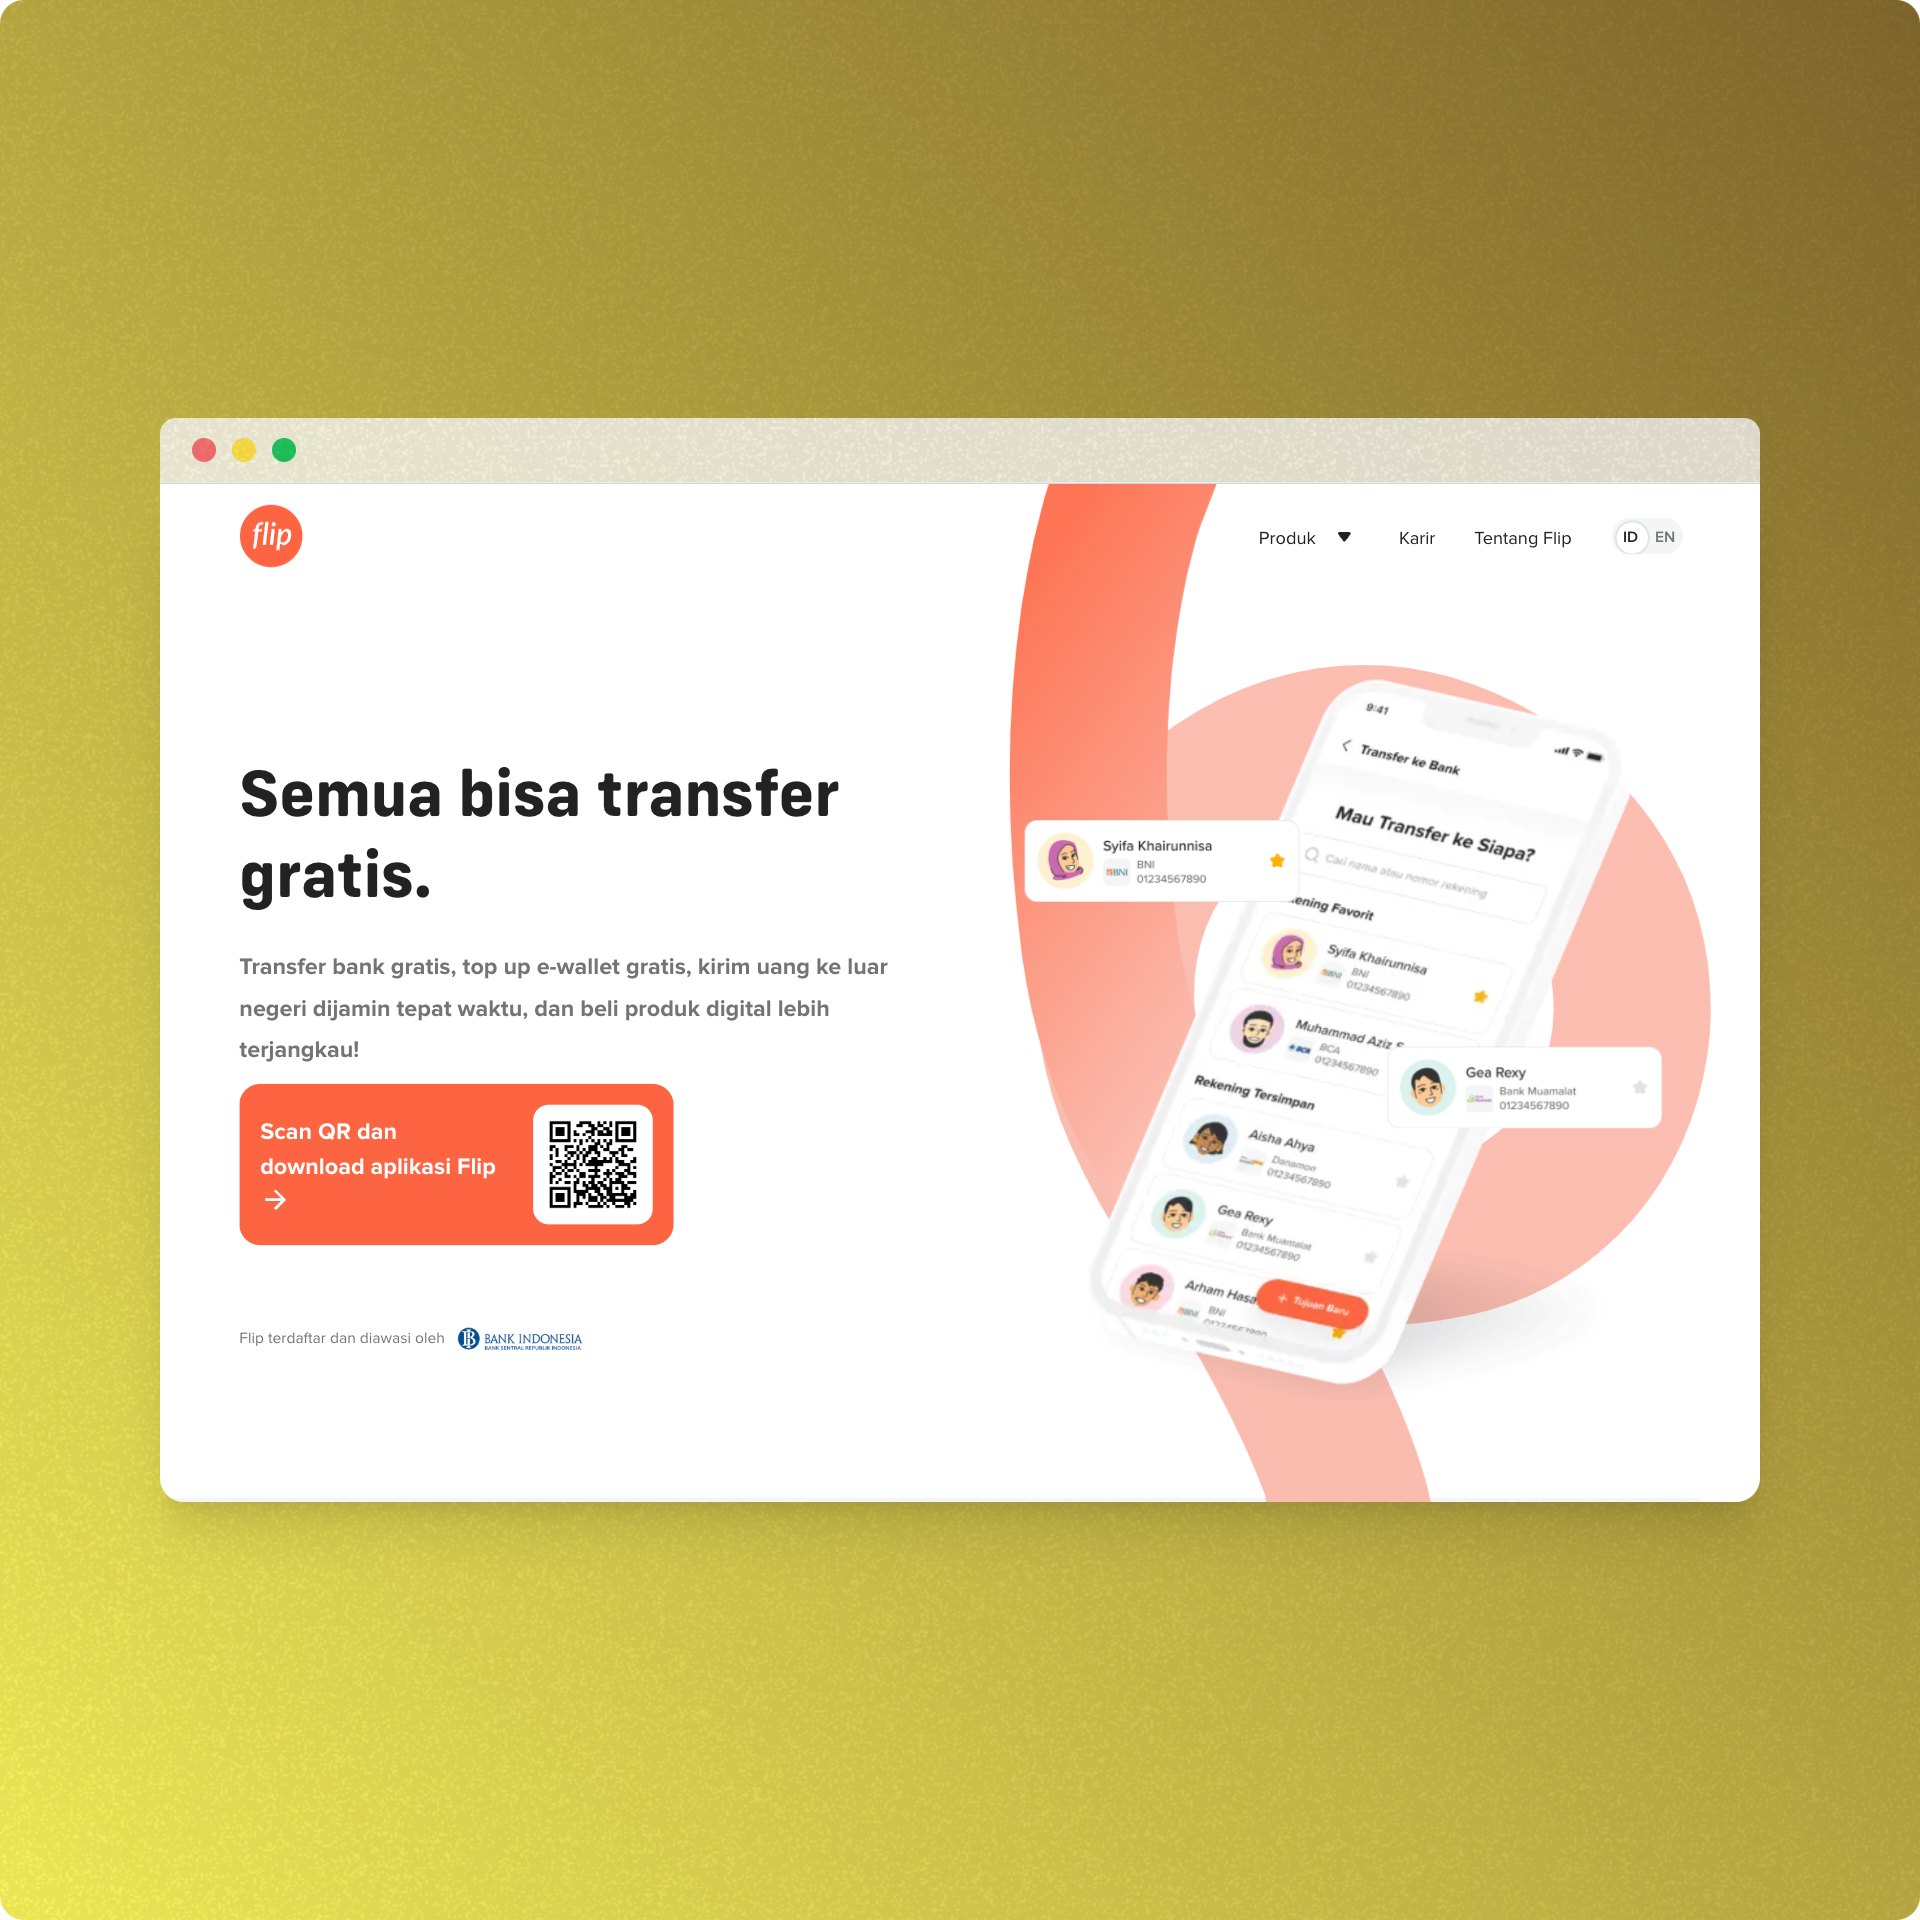 flip
Produk
Karir
Tentang Flip
ID EN
Semua bisa transfer
gratis.
Transfer bank gratis, top up e-wallet gratis, kirim uang ke luar
negeri dijamin tepat waktu, dan beli produk digital lebih
terjangkau!
Scan QR dan
download aplikasi Flip
Flip terdaftar dan diawasi oleh
BANK INDONESIA
BANK SENTRAL REPUBLIK INDONESIA
9:41
Transfer ke Bank
Mau Transfer ke Siapa?
Cari nama atau nomor rekening
Syifa Khairunnisa
BNI
BNI
01234567890
ening Favorit
Syifa Khairunnisa
BNI
BNI
01234567890
Muhammad Aziz S
BCA
BCA
01234567890
Gea Rexy
Bank Muamalat
01234567890
Rekening Tersimpan
Aisha Ahya
Danamon
01234567890
Gea Rexy
Bank Muamalat
01234567890
Arham Hasa
BNI
BNI
01234567890
+ Tujuan Baru